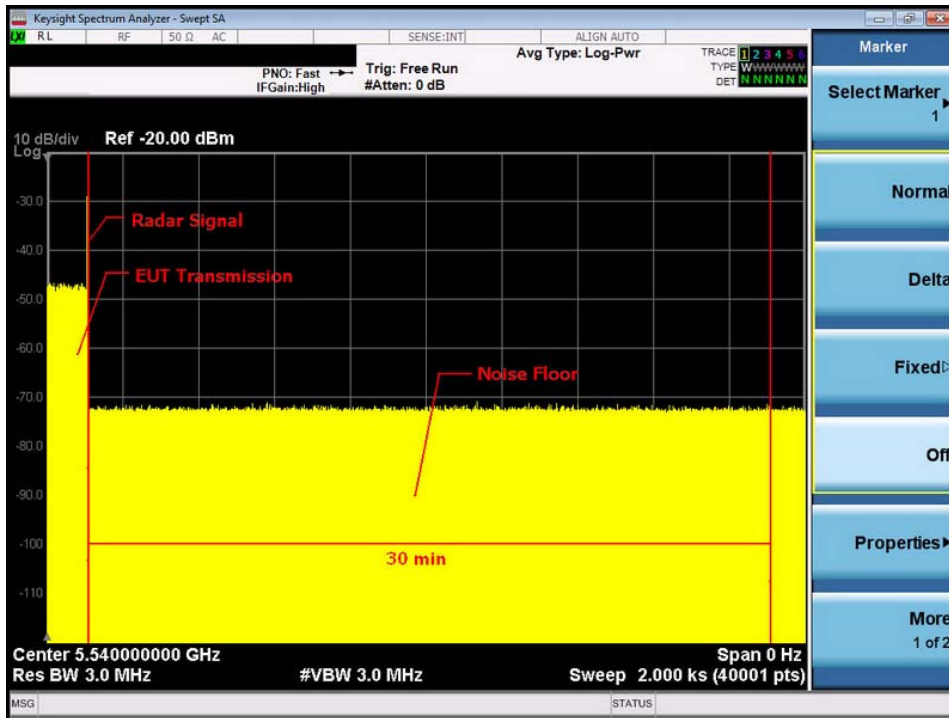 Keysight Spectrum Analyzer - Swept SA
LXI RL RF 50 Ω AC SENSE:INT ALIGN AUTO
Avg Type: Log-Pwr
TRACE 1 2 3 4 5 6
TYPE WWWWWW
DET N N N N N N
PNO: Fast
IFGain:High
Trig: Free Run
#Atten: 0 dB
10 dB/div
Log
Ref -20.00 dBm
-30.0
-40.0
-50.0
-60.0
-70.0
-80.0
-90.0
-100
-110
Radar Signal
EUT Transmission
Noise Floor
30 min
Center 5.540000000 GHz
Span 0 Hz
Res BW 3.0 MHz
#VBW 3.0 MHz
Sweep 2.000 ks (40001 pts)
MSG
STATUS
Marker
Select Marker
1
Normal
Delta
Fixed
Off
Properties
More
1 of 2